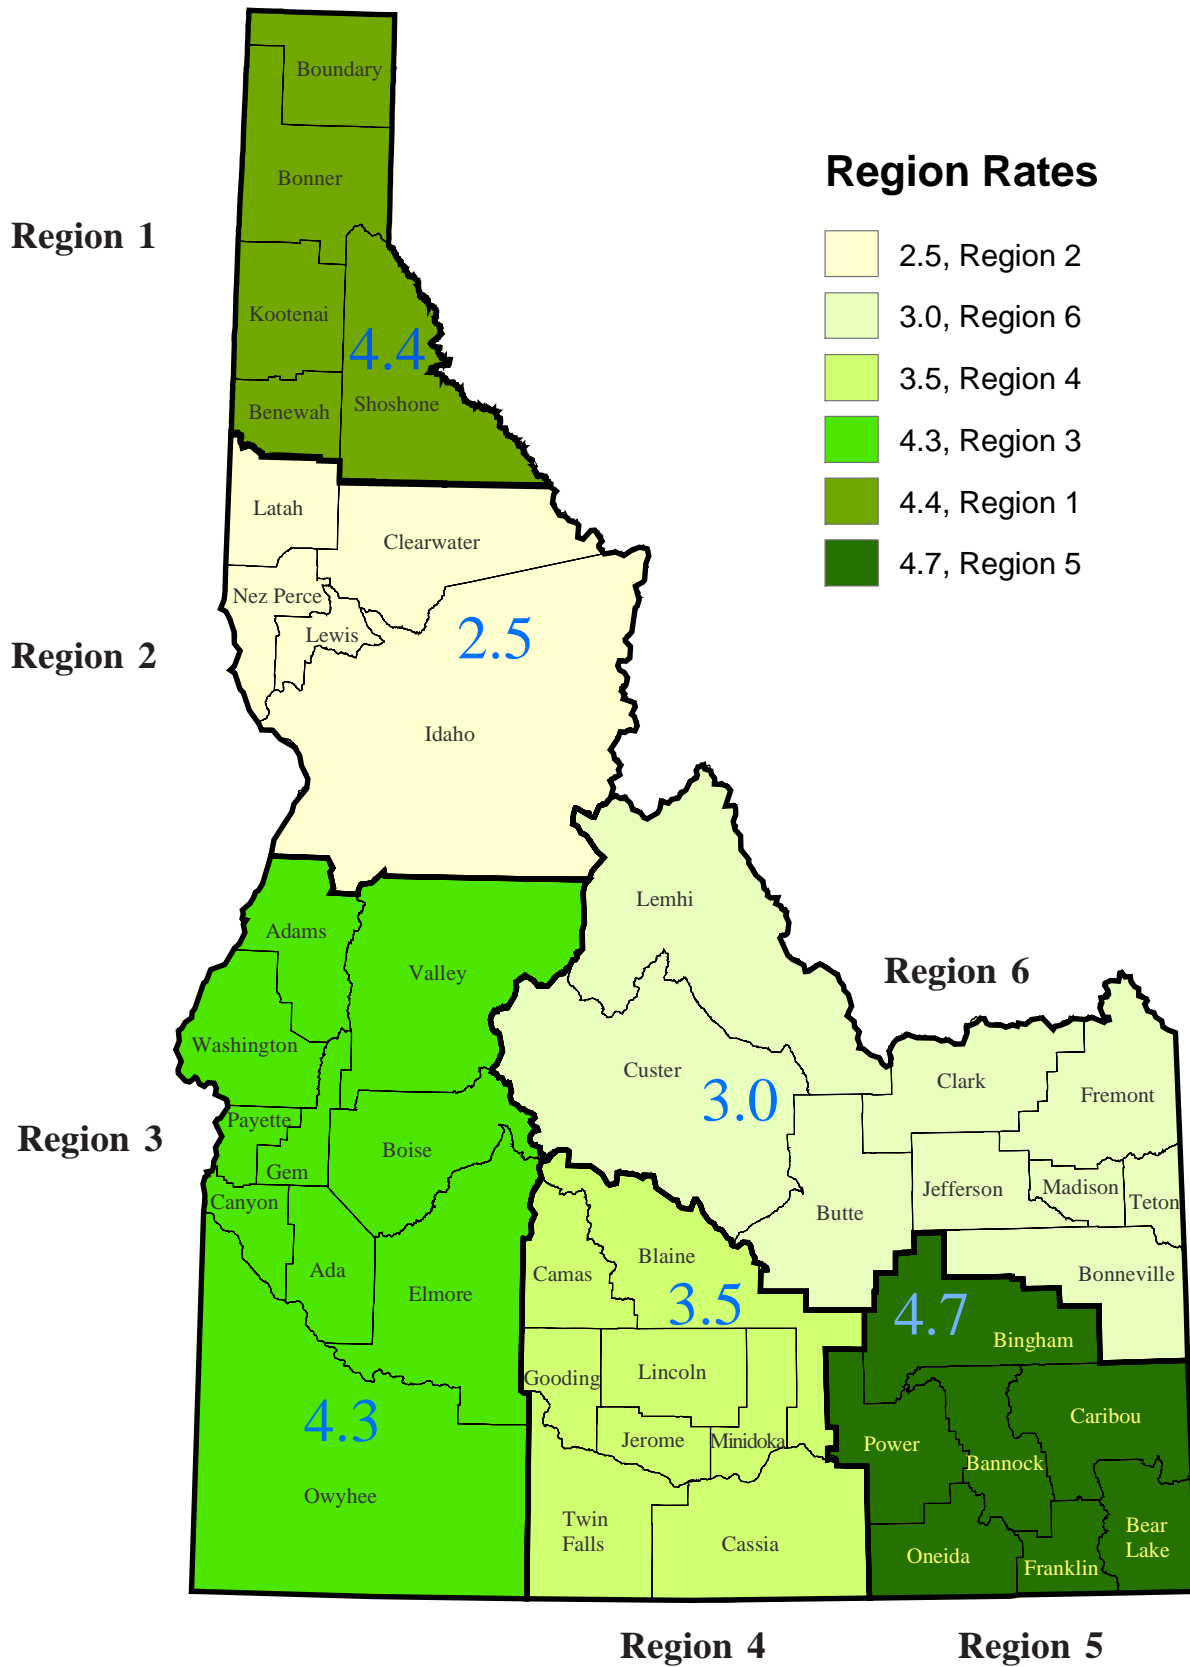 Boundary
Bonner
Region 1
Kootenai
4.4
Shoshone
Benewah
Region Rates
2.5, Region 2
3.0, Region 6
3.5, Region 4
4.3, Region 3
4.4, Region 1
4.7, Region 5
Latah
Clearwater
Nez Perce
Lewis
2.5
Region 2
Idaho
Lemhi
Adams
Valley
Region 6
Washington
Custer
3.0
Clark
Fremont
Payette
Region 3
Boise
Gem
Canyon
Jefferson
Madison
Teton
Butte
Ada
Elmore
Camas
Blaine
3.5
Bonneville
4.7
Bingham
Gooding
Lincoln
4.3
Jerome
Minidoka
Power
Caribou
Bannock
Owyhee
Twin
Falls
Cassia
Oneida
Franklin
Bear
Lake
Region 4
Region 5